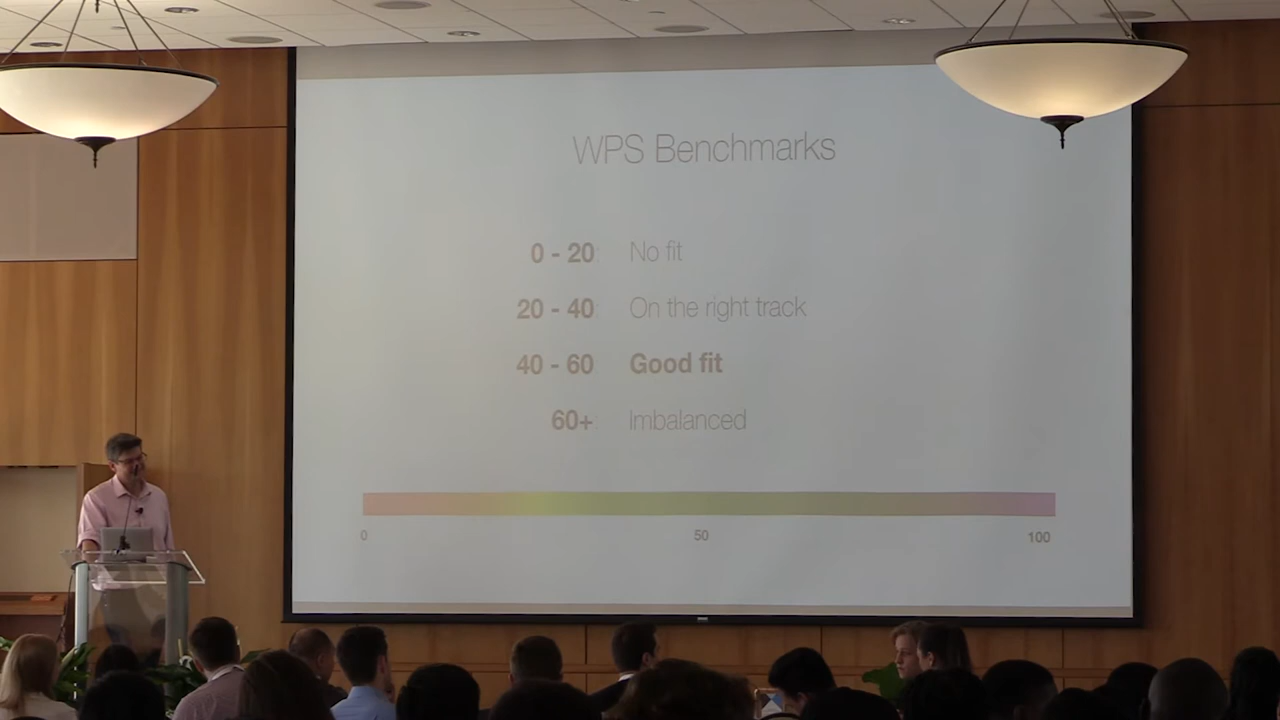 WPS Benchmarks
0 - 20 No fit
20 - 40 On the right track
40 - 60 Good fit
60+ Imbalanced
0 50 100